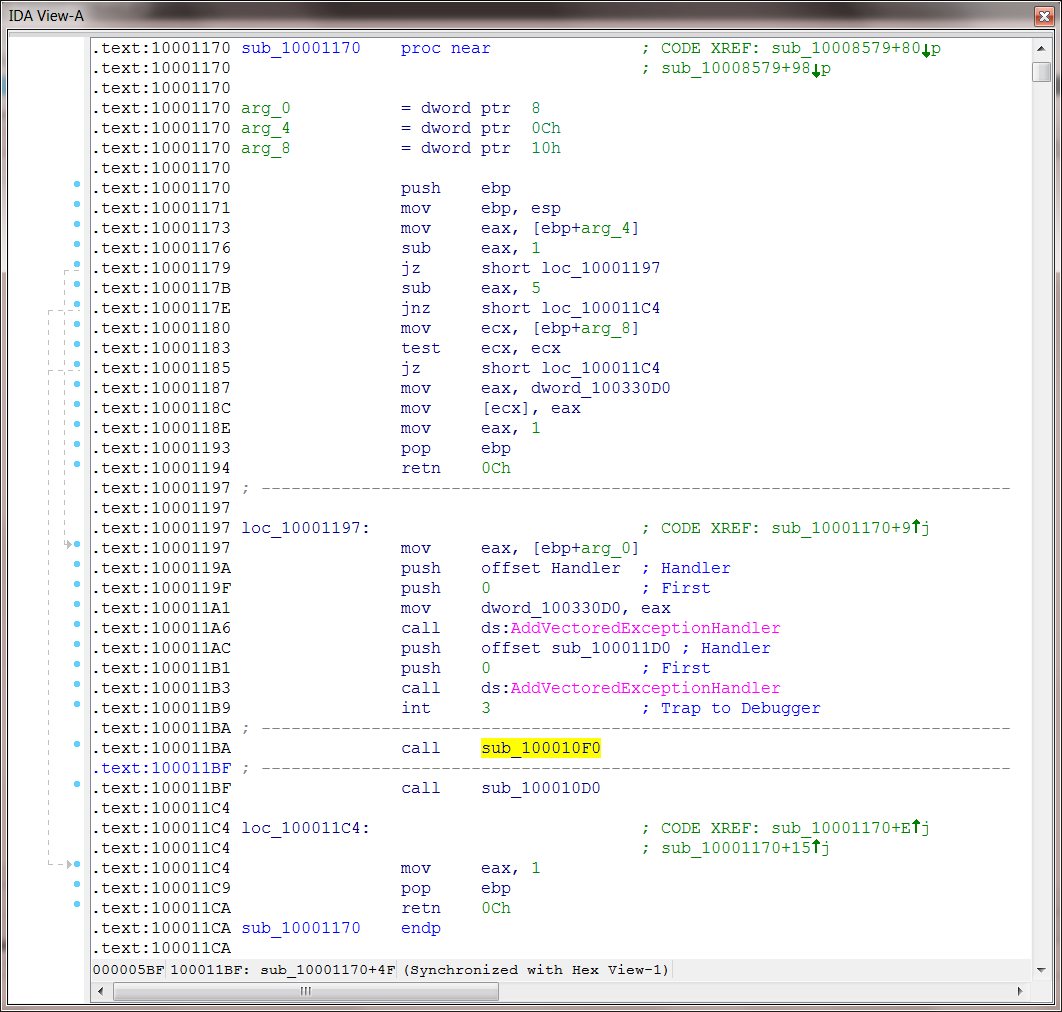 IDA View-A
.text:10001170 sub_10001170 proc near ; CODE XREF: sub_10008579+80↓p
.text:10001170 ; sub_10008579+98↓p
.text:10001170
.text:10001170 arg_0 = dword ptr 8
.text:10001170 arg_4 = dword ptr 0Ch
.text:10001170 arg_8 = dword ptr 10h
.text:10001170
.text:10001170 push ebp
.text:10001171 mov ebp, esp
.text:10001173 mov eax, [ebp+arg_4]
.text:10001176 sub eax, 1
.text:10001179 jz short loc_10001197
.text:1000117B sub eax, 5
.text:1000117E jnz short loc_100011C4
.text:10001180 mov ecx, [ebp+arg_8]
.text:10001183 test ecx, ecx
.text:10001185 jz short loc_100011C4
.text:10001187 mov eax, dword_100330D0
.text:1000118C mov [ecx], eax
.text:1000118E mov eax, 1
.text:10001193 pop ebp
.text:10001194 retn 0Ch
.text:10001197 ; ---------------------------------------------------------------------------
.text:10001197
.text:10001197 loc_10001197: ; CODE XREF: sub_10001170+9↑j
.text:10001197 mov eax, [ebp+arg_0]
.text:1000119A push offset Handler ; Handler
.text:1000119F push 0 ; First
.text:100011A1 mov dword_100330D0, eax
.text:100011A6 call ds:AddVectoredExceptionHandler
.text:100011AC push offset sub_100011D0 ; Handler
.text:100011B1 push 0 ; First
.text:100011B3 call ds:AddVectoredExceptionHandler
.text:100011B9 int 3 ; Trap to Debugger
.text:100011BA ; ---------------------------------------------------------------------------
.text:100011BA call sub_100010F0
.text:100011BF ; ---------------------------------------------------------------------------
.text:100011BF call sub_100010D0
.text:100011C4
.text:100011C4 loc_100011C4: ; CODE XREF: sub_10001170+E↑j
.text:100011C4 ; sub_10001170+15↑j
.text:100011C4 mov eax, 1
.text:100011C9 pop ebp
.text:100011CA retn 0Ch
.text:100011CA sub_10001170 endp
.text:100011CA
000005BF 100011BF: sub_10001170+4F (Synchronized with Hex View-1)